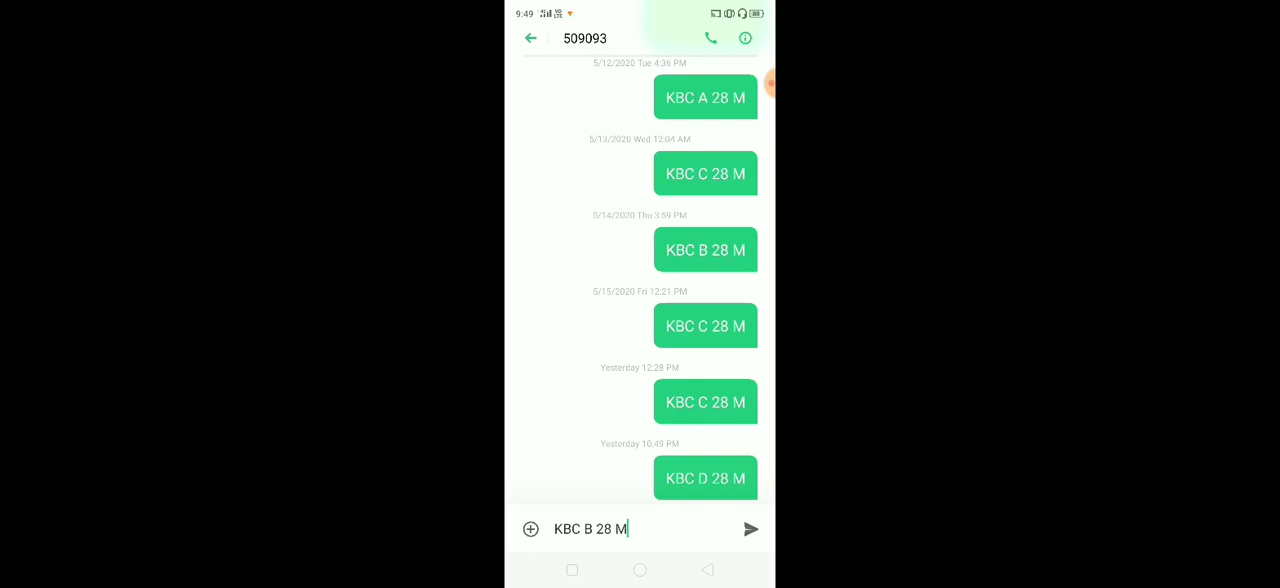 9:49
80
509093
5/12/2020 Tue 4:36 PM
KBC A 28 M
5/13/2020 Wed 12:04 AM
KBC C 28 M
5/14/2020 Thu 3:59 PM
KBC B 28 M
5/15/2020 Fri 12:21 PM
KBC C 28 M
Yesterday 12:28 PM
KBC C 28 M
Yesterday 10:49 PM
KBC D 28 M
KBC B 28 M